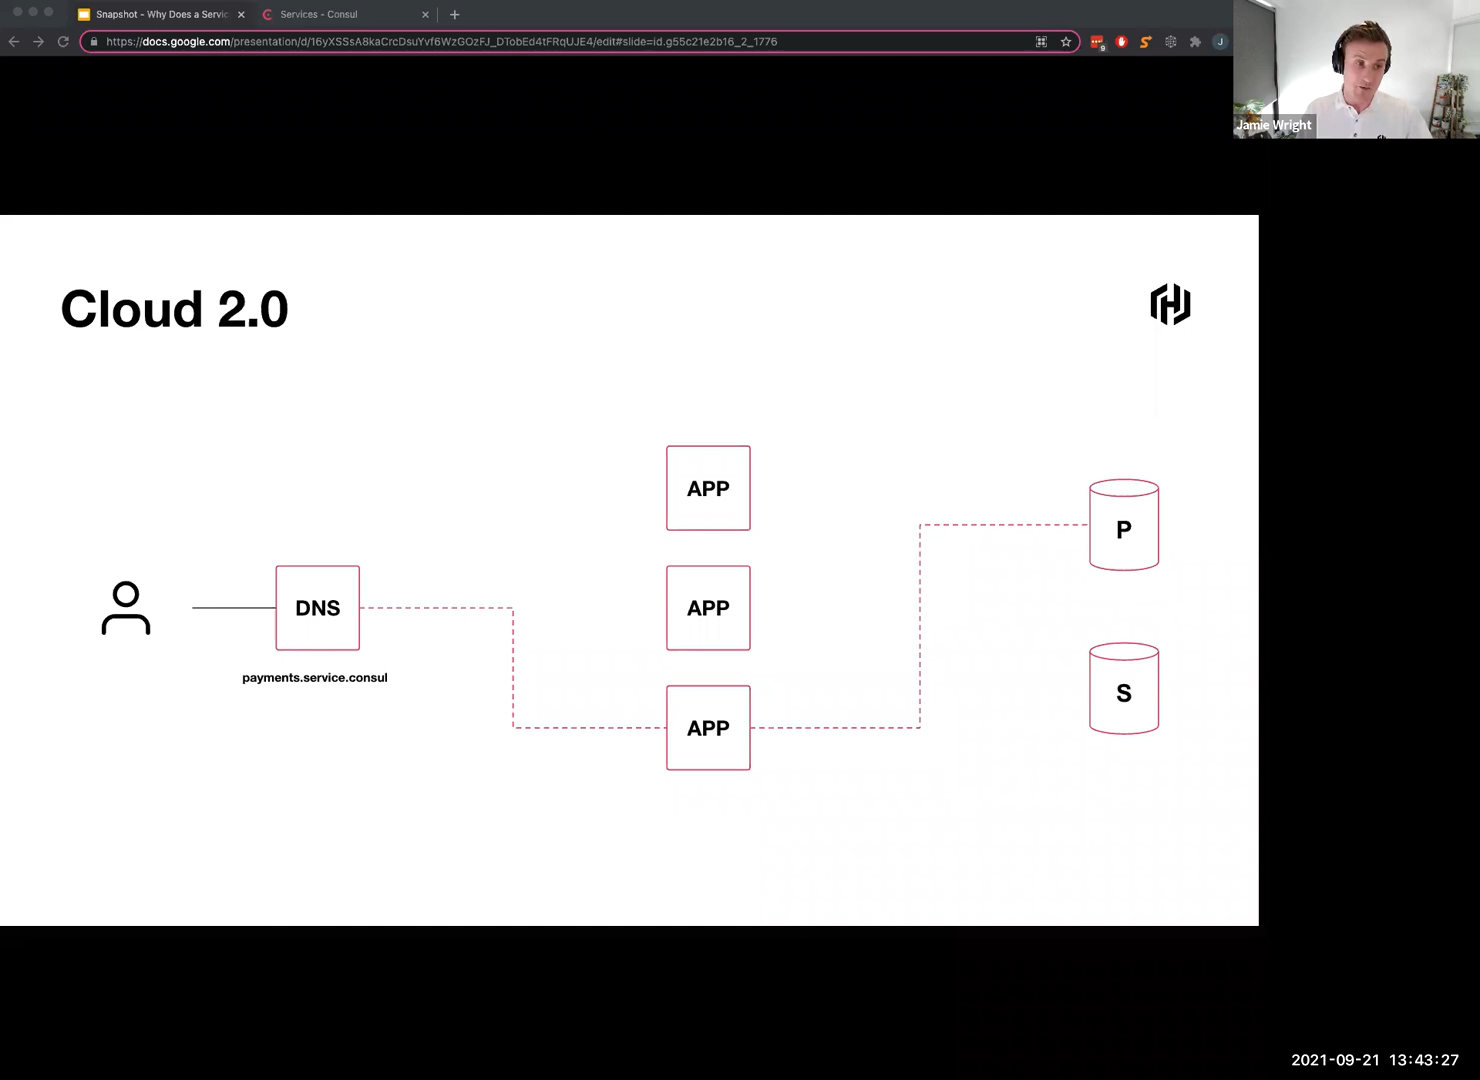 Snapshot - Why Does a Servic
Services - Consul
https://docs.google.com/presentation/d/16yXSSsA8kaCrcDsuYvf6WzGOzFJ_DTobEd4tFRqUJE4/edit#slide=id.g55c21e2b16_2_1776
9
J
Jamie Wright
Cloud 2.0
APP
P
DNS
APP
payments.service.consul
S
APP
2021-09-21 13:43:27